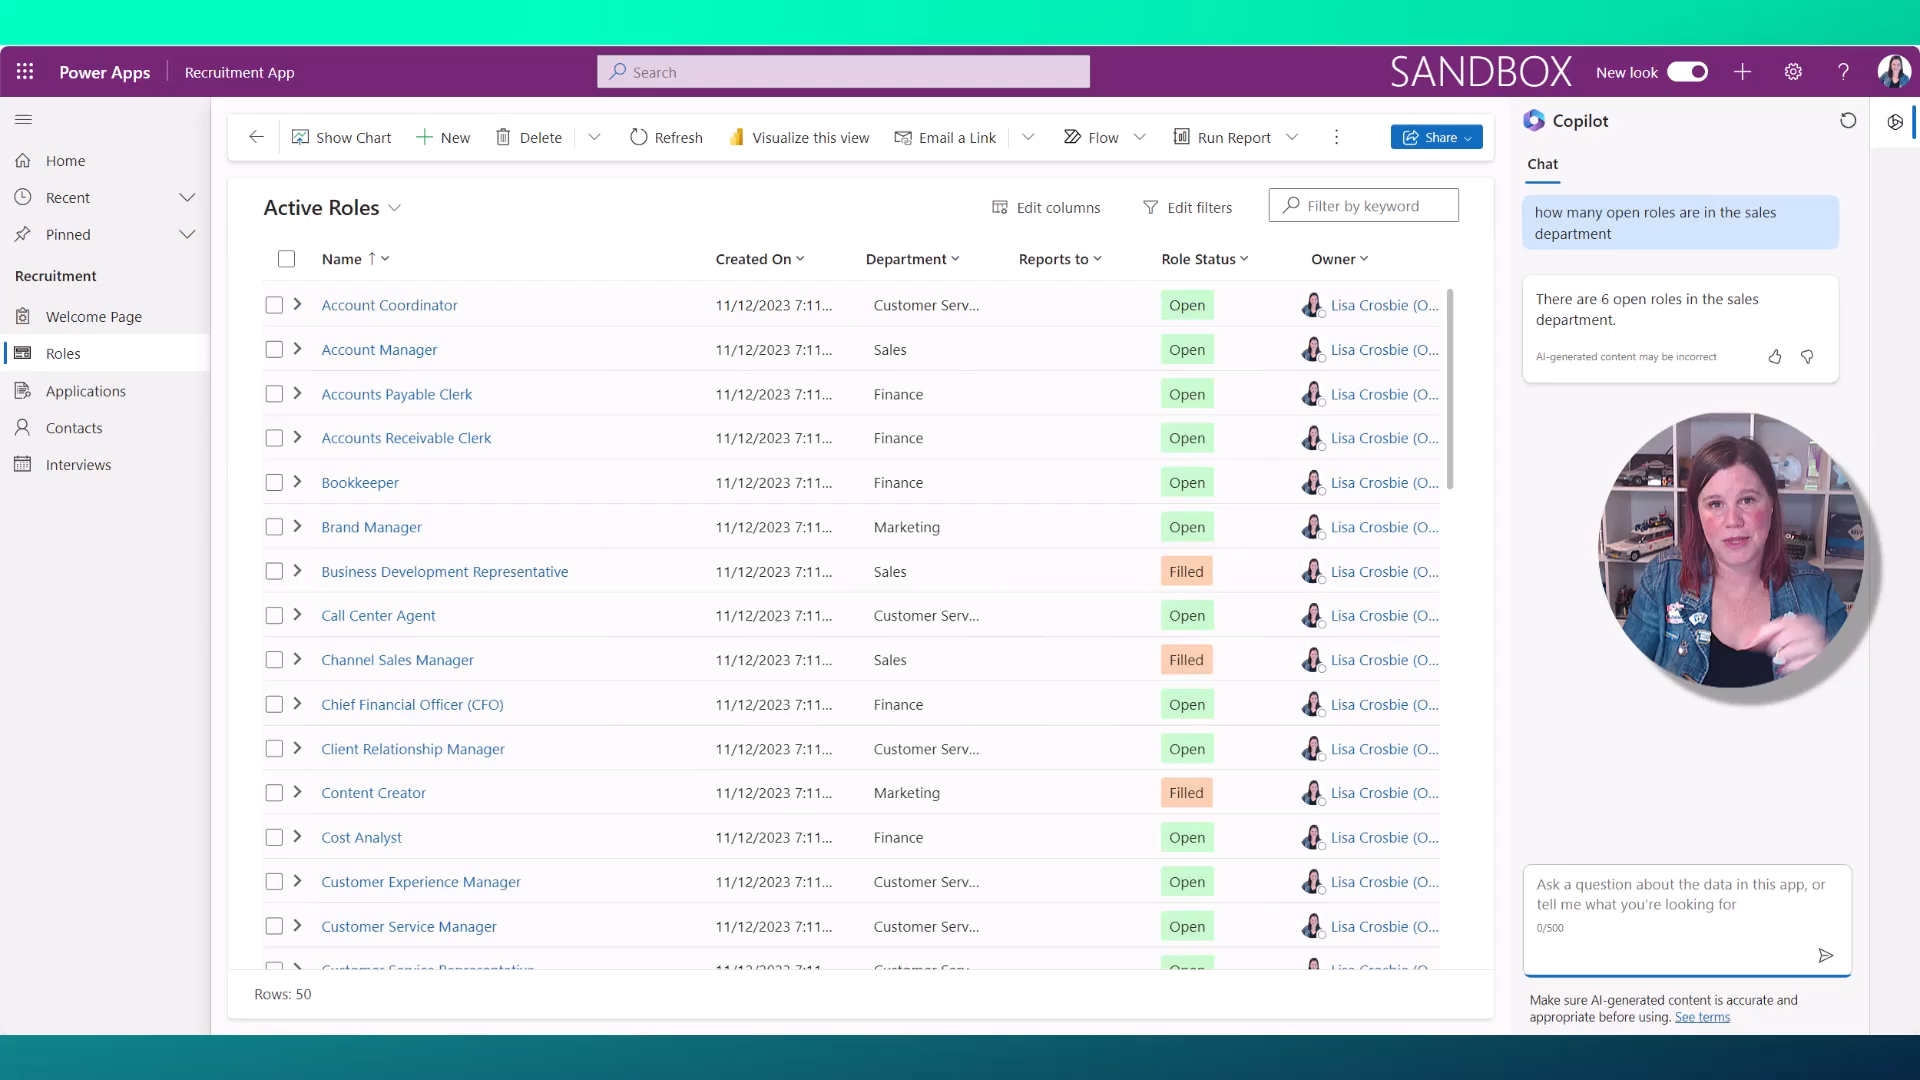 Power Apps Recruitment App Search SANDBOX New look
Home
Recent
Pinned
Recruitment
Welcome Page
Roles
Applications
Contacts
Interviews
Show Chart New Delete Refresh Visualize this view Email a Link Flow Run Report Share
Active Roles Edit columns Edit filters Filter by keyword
Name Created On Department Reports to Role Status Owner
Account Coordinator 11/12/2023 7:11... Customer Serv... Open Lisa Crosbie (O...
Account Manager 11/12/2023 7:11... Sales Open Lisa Crosbie (O...
Accounts Payable Clerk 11/12/2023 7:11... Finance Open Lisa Crosbie (O...
Accounts Receivable Clerk 11/12/2023 7:11... Finance Open Lisa Crosbie (O...
Bookkeeper 11/12/2023 7:11... Finance Open Lisa Crosbie (O...
Brand Manager 11/12/2023 7:11... Marketing Open Lisa Crosbie (O...
Business Development Representative 11/12/2023 7:11... Sales Filled Lisa Crosbie (O...
Call Center Agent 11/12/2023 7:11... Customer Serv... Open Lisa Crosbie (O...
Channel Sales Manager 11/12/2023 7:11... Sales Filled Lisa Crosbie (O...
Chief Financial Officer (CFO) 11/12/2023 7:11... Finance Open Lisa Crosbie (O...
Client Relationship Manager 11/12/2023 7:11... Customer Serv... Open Lisa Crosbie (O...
Content Creator 11/12/2023 7:11... Marketing Filled Lisa Crosbie (O...
Cost Analyst 11/12/2023 7:11... Finance Open Lisa Crosbie (O...
Customer Experience Manager 11/12/2023 7:11... Customer Serv... Open Lisa Crosbie (O...
Customer Service Manager 11/12/2023 7:11... Customer Serv... Open Lisa Crosbie (O...
Customer Service Representative 11/12/2023 7:11... Customer Serv... Open Lisa Crosbie (O...
Rows: 50
Copilot
Chat
how many open roles are in the sales
department
There are 6 open roles in the sales
department.
AI-generated content may be incorrect
Ask a question about the data in this app, or
tell me what you're looking for
0/500
Make sure AI-generated content is accurate and
appropriate before using. See terms